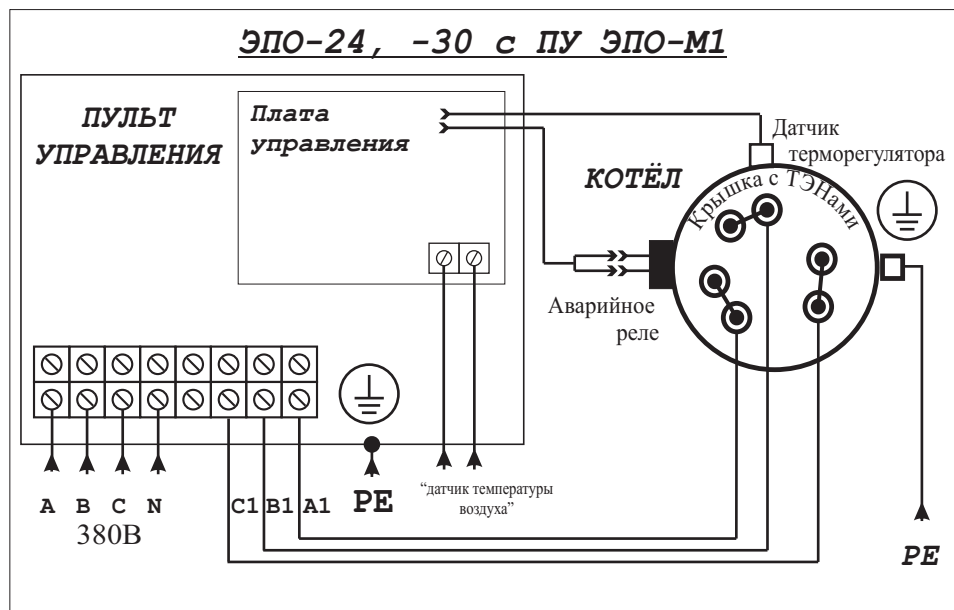 ЭПО-24, -30 с ПУ ЭПО-М1
ПУЛЬТ
УПРАВЛЕНИЯ
Плата
управления
Датчик
терморегулятора
КОТЁЛ
Крышка с ТЭНами
Аварийное
реле
A B C N
380В
C1 B1 A1
PE
“датчик температуры
воздуха”
PE